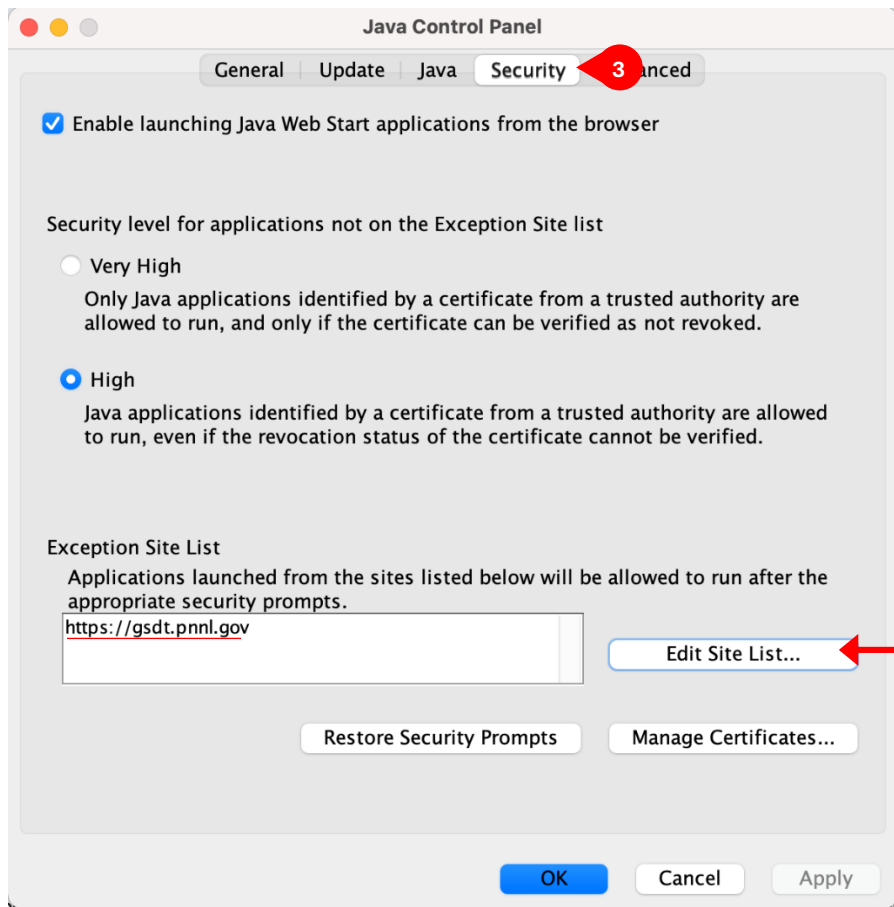 Java Control Panel
General Update Java Security 3 anced
Enable launching Java Web Start applications from the browser
Security level for applications not on the Exception Site list
Very High
Only Java applications identified by a certificate from a trusted authority are
allowed to run, and only if the certificate can be verified as not revoked.
High
Java applications identified by a certificate from a trusted authority are allowed
to run, even if the revocation status of the certificate cannot be verified.
Exception Site List
Applications launched from the sites listed below will be allowed to run after the
appropriate security prompts.
https://gsdt.pnnl.gov
Edit Site List...
Restore Security Prompts Manage Certificates...
OK Cancel Apply